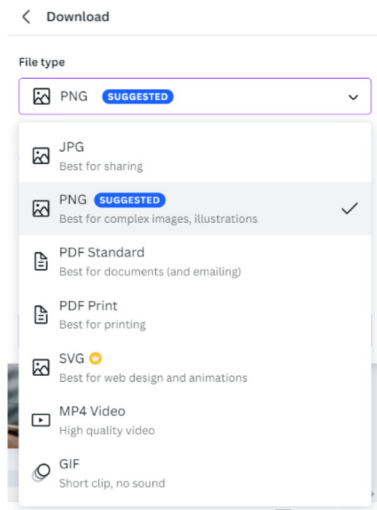 Download
File type
PNG SUGGESTED
JPG
Best for sharing
PNG SUGGESTED
Best for complex images, illustrations
PDF Standard
Best for documents (and emailing)
PDF Print
Best for printing
SVG
Best for web design and animations
MP4 Video
High quality video
GIF
Short clip, no sound